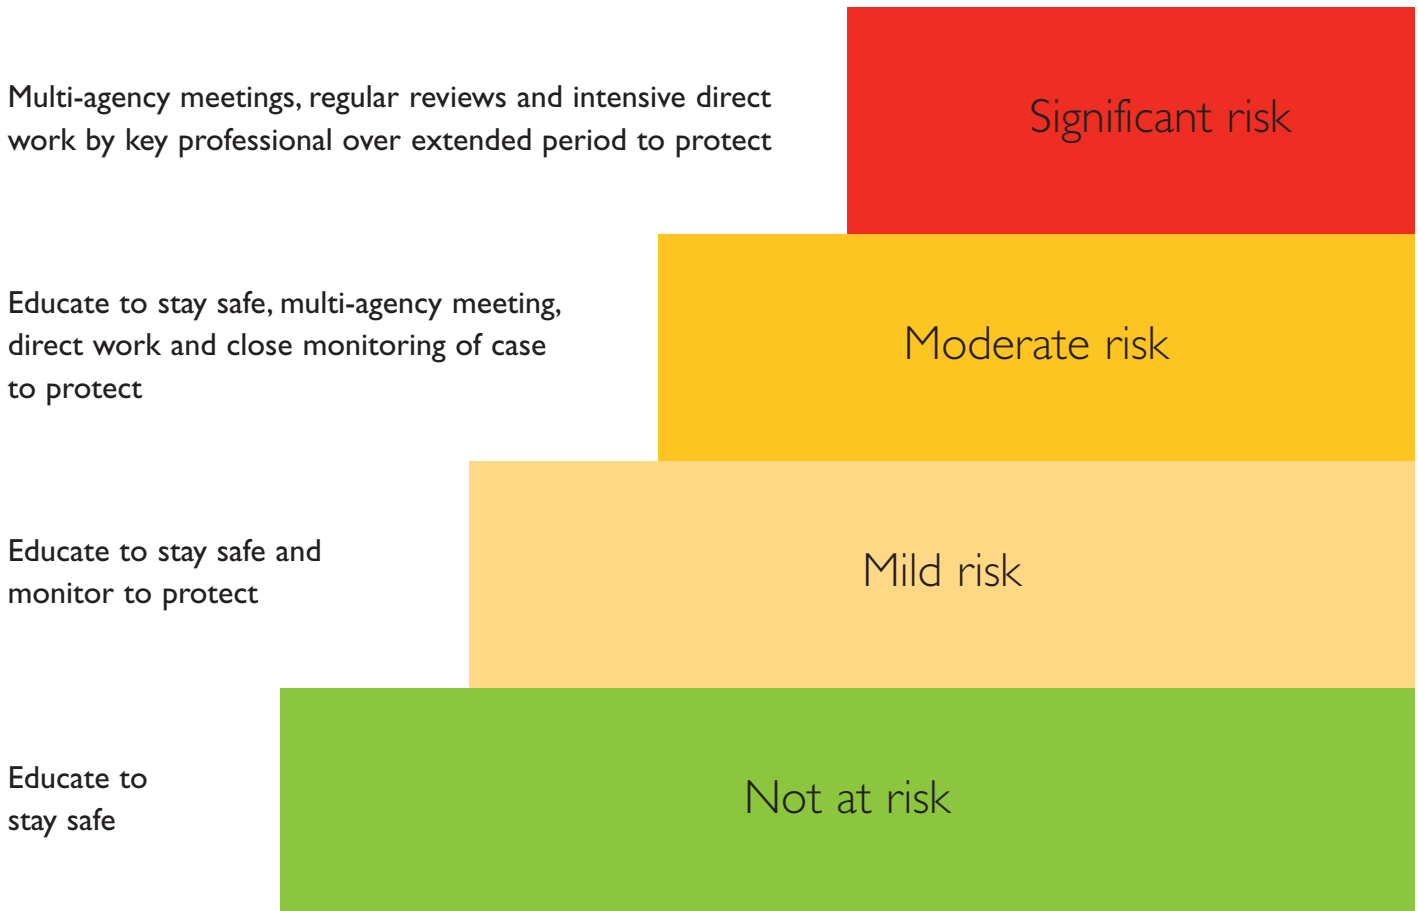 Multi-agency meetings, regular reviews and intensive direct
work by key professional over extended period to protect
Significant risk
Educate to stay safe, multi-agency meeting,
direct work and close monitoring of case
to protect
Moderate risk
Educate to stay safe and
monitor to protect
Mild risk
Educate to
stay safe
Not at risk